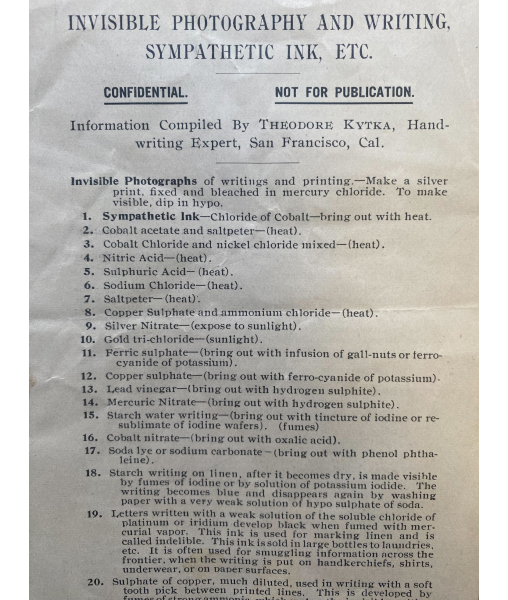 INVISIBLE PHOTOGRAPHY AND WRITING,
SYMPATHETIC INK, ETC.
CONFIDENTIAL. NOT FOR PUBLICATION.
Information Compiled By THEODORE KYTKA, Hand-
writing Expert, San Francisco, Cal.
Invisible Photographs of writings and printing.—Make a silver
print, fixed and bleached in mercury chloride. To make
visible, dip in hypo.
1. Sympathetic Ink—Chloride of Cobalt—bring out with heat.
2. Cobalt acetate and saltpeter—(heat).
3. Cobalt Chloride and nickel chloride mixed—(heat).
4. Nitric Acid—(heat).
5. Sulphuric Acid—(heat).
6. Sodium Chloride—(heat).
7. Saltpeter—(heat).
8. Copper Sulphate and ammonium chloride—(heat).
9. Silver Nitrate—(expose to sunlight).
10. Gold tri-chloride—(sunlight).
11. Ferric sulphate—(bring out with infusion of gall-nuts or ferro-
cyanide of potassium).
12. Copper sulphate—(bring out with ferro-cyanide of potassium).
13. Lead vinegar—(bring out with hydrogen sulphite).
14. Mercuric Nitrate—(bring out with hydrogen sulphite).
15. Starch water writing—(bring out with tincture of iodine or re-
sublimate of iodine wafers). (fumes)
16. Cobalt nitrate—(bring out with oxalic acid).
17. Soda lye or sodium carbonate—(bring out with phenol phtha-
leine).
18. Starch writing on linen, after it becomes dry, is made visible
by fumes of iodine or by solution of potassium iodide. The
writing becomes blue and disappears again by washing
paper with a very weak solution of hypo sulphate of soda.
19. Letters written with a weak solution of the soluble chloride of
platinum or iridium develop black when fumed with mer-
curial vapor. This ink is used for marking linen and is
called indelible. This ink is sold in large bottles to laundries,
etc. It is often used for smuggling information across the
frontier, when the writing is put on handkerchiefs, shirts,
underwear, or on paper surfaces.
20. Sulphate of copper, much diluted, used in writing with a soft
tooth pick between printed lines. This is developed by
fumes of strong ammonia,